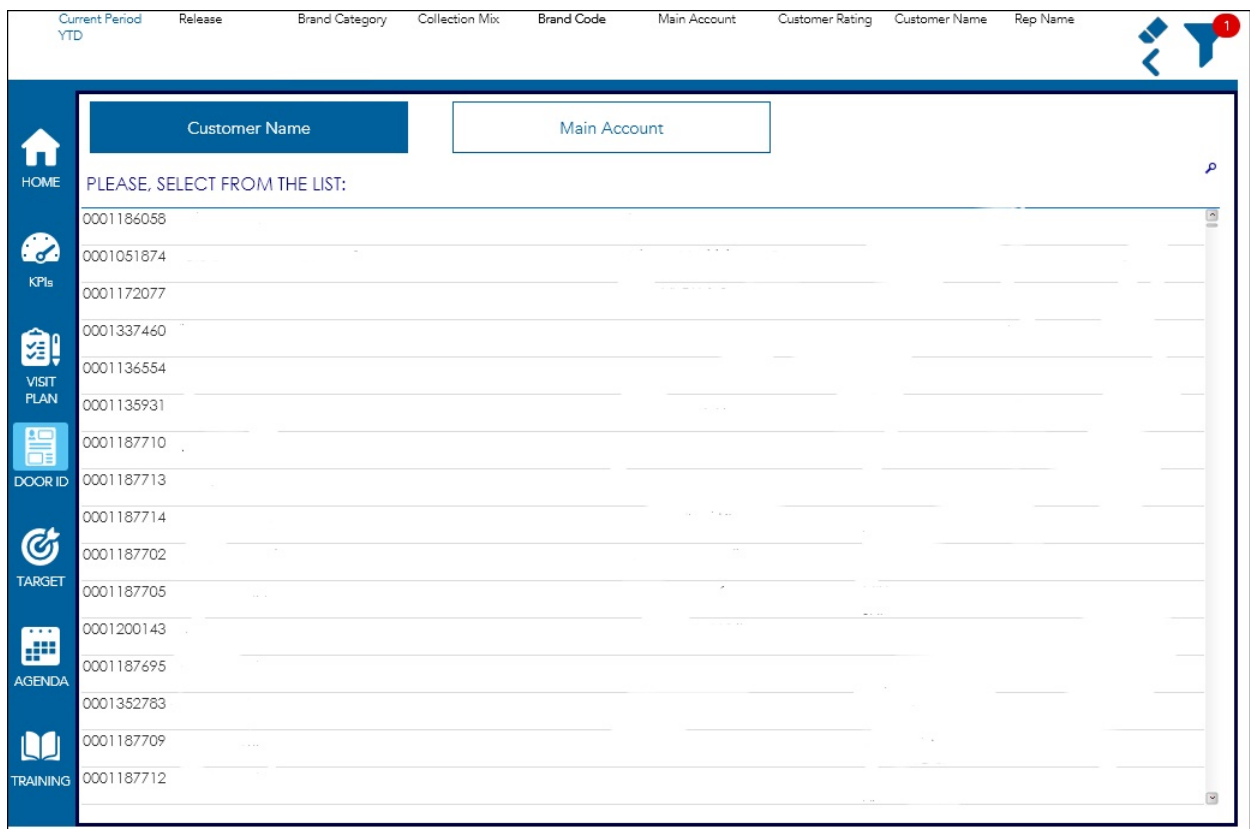 Current Period Release Brand Category Collection Mix Brand Code Main Account Customer Rating Customer Name Rep Name
YTD
1
Customer Name Main Account
HOME
PLEASE, SELECT FROM THE LIST:
0001186058
0001051874
KPIs
0001172077
0001337460
0001136554
VISIT
PLAN
0001135931
0001187710
DOOR ID
0001187713
0001187714
0001187702
TARGET
0001187705
0001200143
0001187695
AGENDA
0001352783
0001187709
TRAINING
0001187712